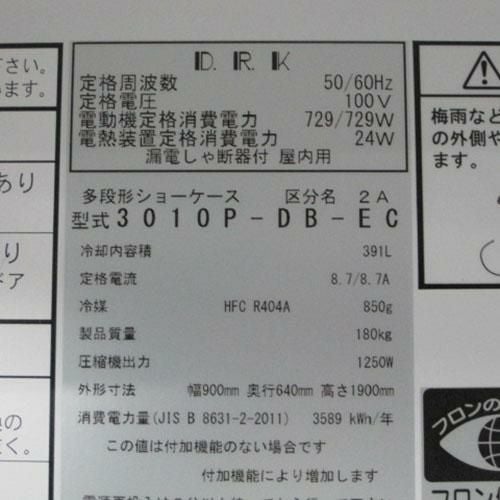 D. R. K
定格周波数 50/60Hz
定格電圧 100V
電動機定格消費電力 729/729W
電熱装置定格消費電力 24W
漏電しゃ断器付 屋内用
多段形ショーケース 区分名 2A
型式 3010P-DB-EC
冷却内容積 391L
定格電流 8.7/8.7A
冷媒 HFC R404A 850g
製品質量 180kg
圧縮機出力 1250W
外形寸法 幅900mm 奥行640mm 高さ1900mm
消費電力量(JIS B 8631-2-2011) 3589 kWh/年
この値は付加機能のない場合です
付加機能により増加します
さい。
います。
あり
り
ドア
の
く。
梅雨など
の外側や
ます。
フロンの
フロンの